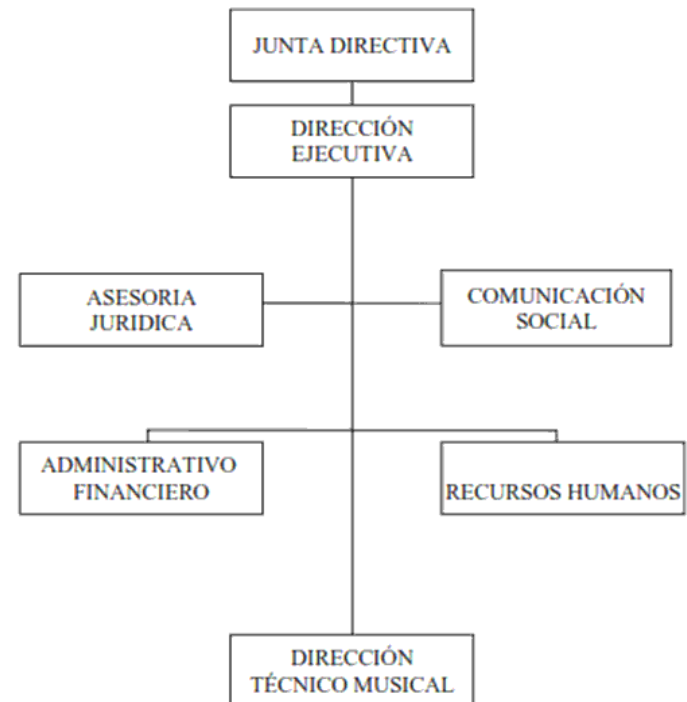 JUNTA DIRECTIVA
DIRECCIÓN
EJECUTIVA
ASESORIA
JURIDICA
COMUNICACIÓN
SOCIAL
ADMINISTRATIVO
FINANCIERO
RECURSOS HUMANOS
DIRECCIÓN
TÉCNICO MUSICAL